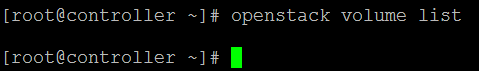 [root@controller ~]# openstack volume list
[root@controller ~]#